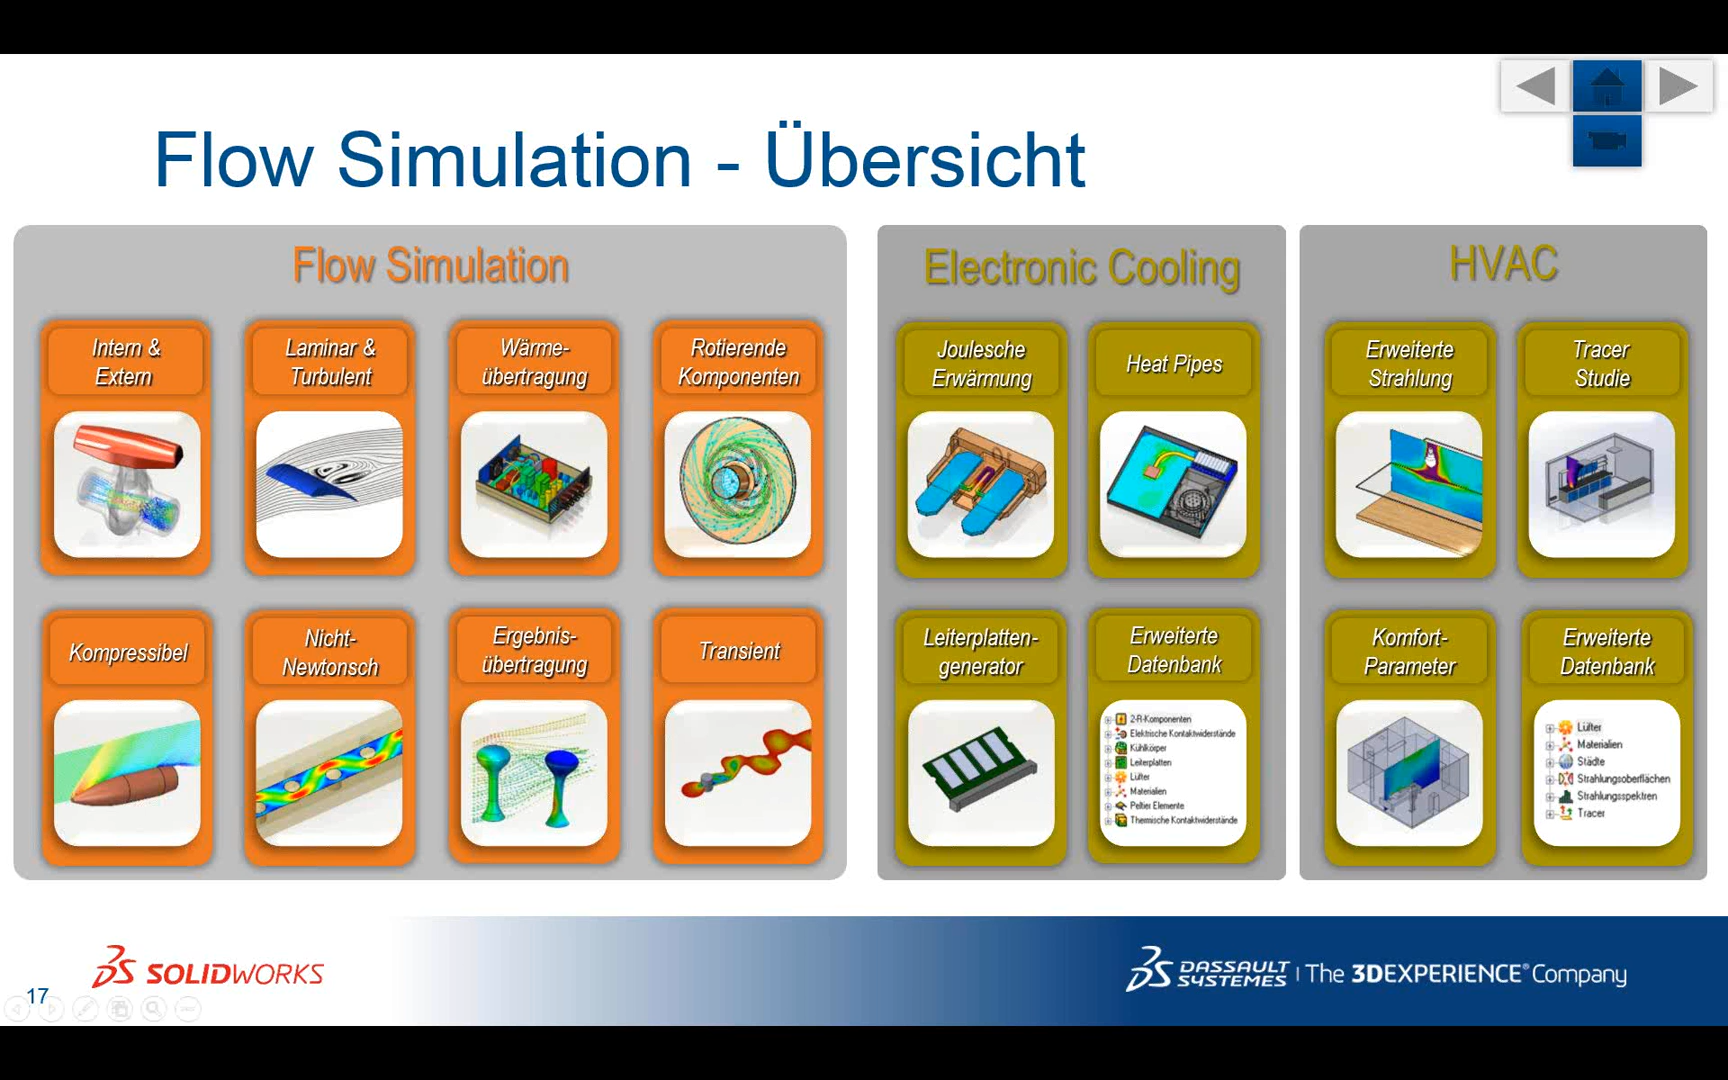 Flow Simulation - Übersicht
Flow Simulation
Intern &
Extern
Laminar &
Turbulent
Wärme-
übertragung
Rotierende
Komponenten
Kompressibel
Nicht-
Newtonsch
Ergebnis-
übertragung
Transient
Electronic Cooling
Joulesche
Erwärmung
Heat Pipes
Leiterplatten-
generator
Erweiterte
Datenbank
2-R-Komponenten
Elektrische Kontaktwiderstände
Kühlkörper
Leiterplatten
Lüfter
Materialien
Peltier Elemente
Thermische Kontaktwiderstände
HVAC
Erweiterte
Strahlung
Tracer
Studie
Komfort-
Parameter
Erweiterte
Datenbank
Lüfter
Materialien
Städte
Strahlungsoberflächen
Strahlungsspektren
Tracer
SOLIDWORKS
17
DASSAULT
SYSTEMES
The 3DEXPERIENCE® Company